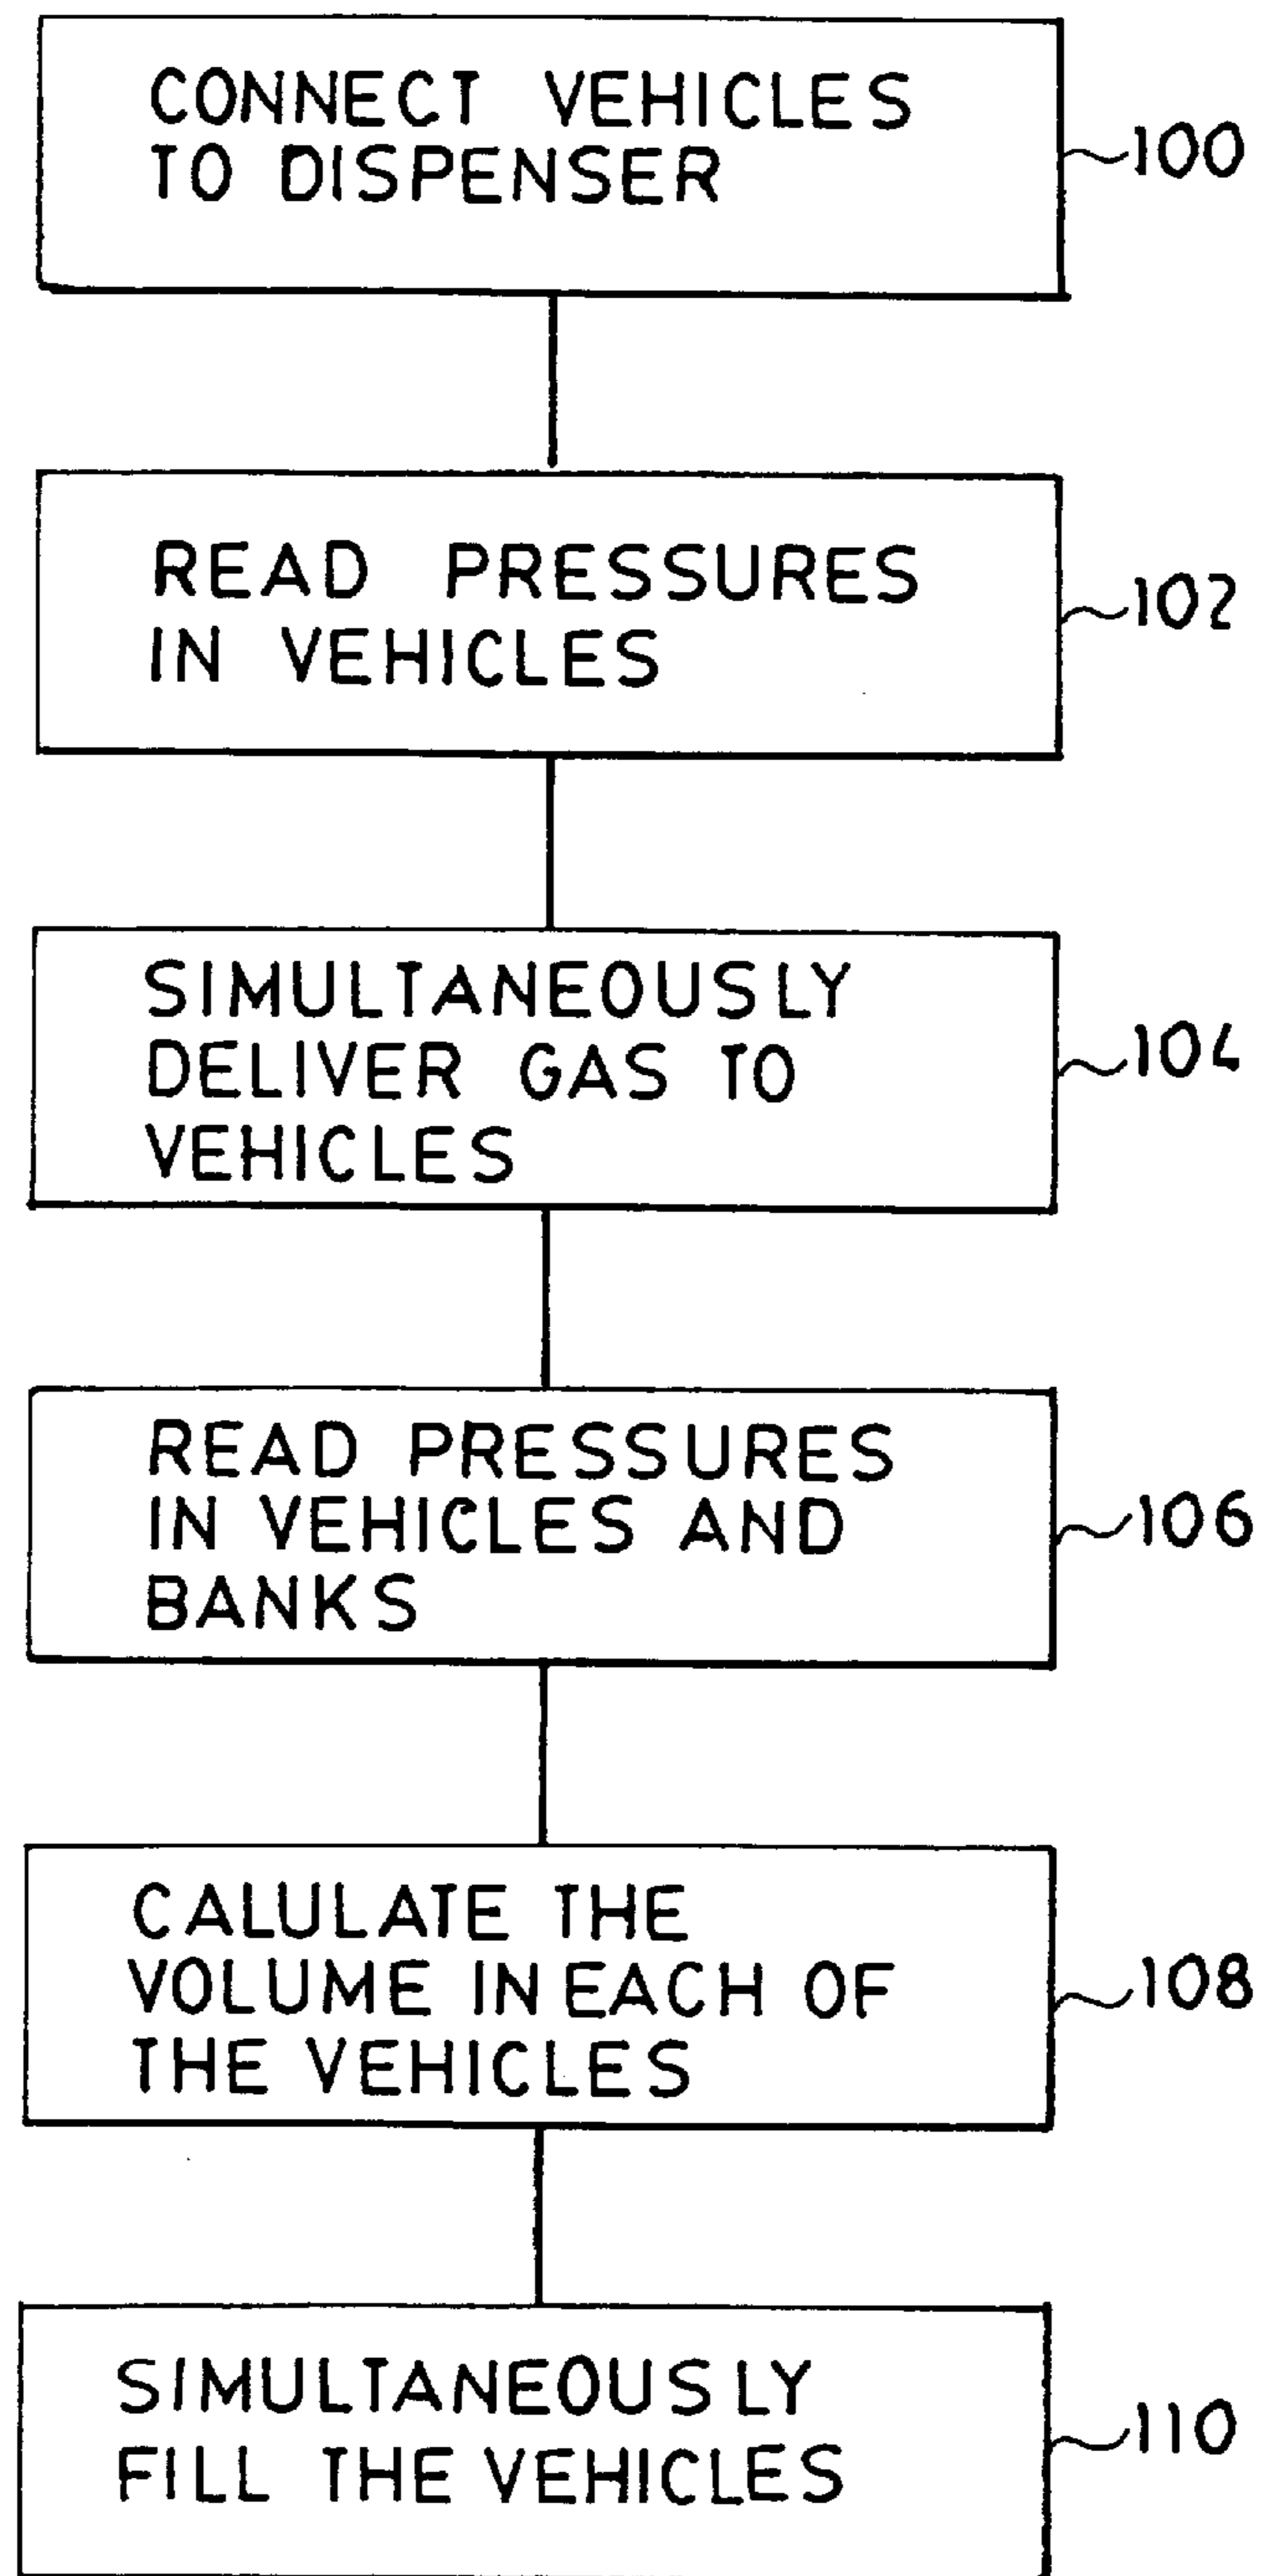 CONNECT VEHICLES
TO DISPENSER
100
READ PRESSURES
IN VEHICLES
102
SIMULTANEOUSLY
DELIVER GAS TO
VEHICLES
104
READ PRESSURES
IN VEHICLES AND
BANKS
106
CALULATE THE
VOLUME IN EACH OF
THE VEHICLES
108
SIMULTANEOUSLY
FILL THE VEHICLES
110